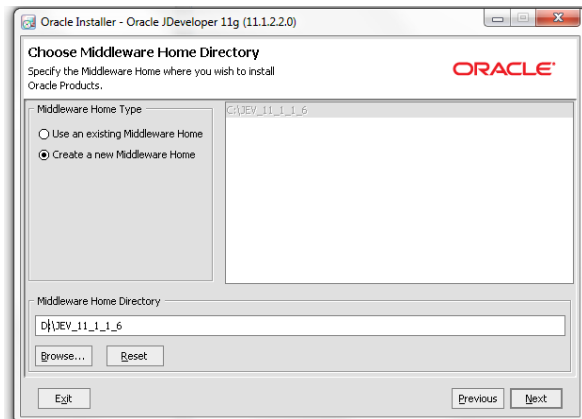 Oracle Installer - Oracle JDeveloper 11g (11.1.2.2.0)
Choose Middleware Home Directory
Specify the Middleware Home where you wish to install
Oracle Products.
ORACLE
Middleware Home Type
Use an existing Middleware Home
Create a new Middleware Home
C:\JEV_11_1_1_6
Middleware Home Directory
D:\JEV_11_1_1_6
Browse...
Reset
Exit
Previous
Next